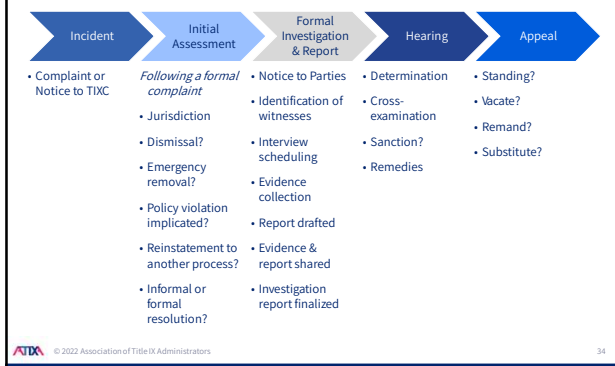 Incident
Initial
Assessment
Formal
Investigation
& Report
Hearing
Appeal
• Complaint or
Notice to TIXC
Following a formal
complaint
• Jurisdiction
• Dismissal?
• Emergency
removal?
• Policy violation
implicated?
• Reinstatement to
another process?
• Informal or
formal
resolution?
• Notice to Parties
• Identification of
witnesses
• Interview
scheduling
• Evidence
collection
• Report drafted
• Evidence &
report shared
• Investigation
report finalized
• Determination
• Cross-
examination
• Sanction?
• Remedies
• Standing?
• Vacate?
• Remand?
• Substitute?
ATIXA © 2022 Association of Title IX Administrators
34